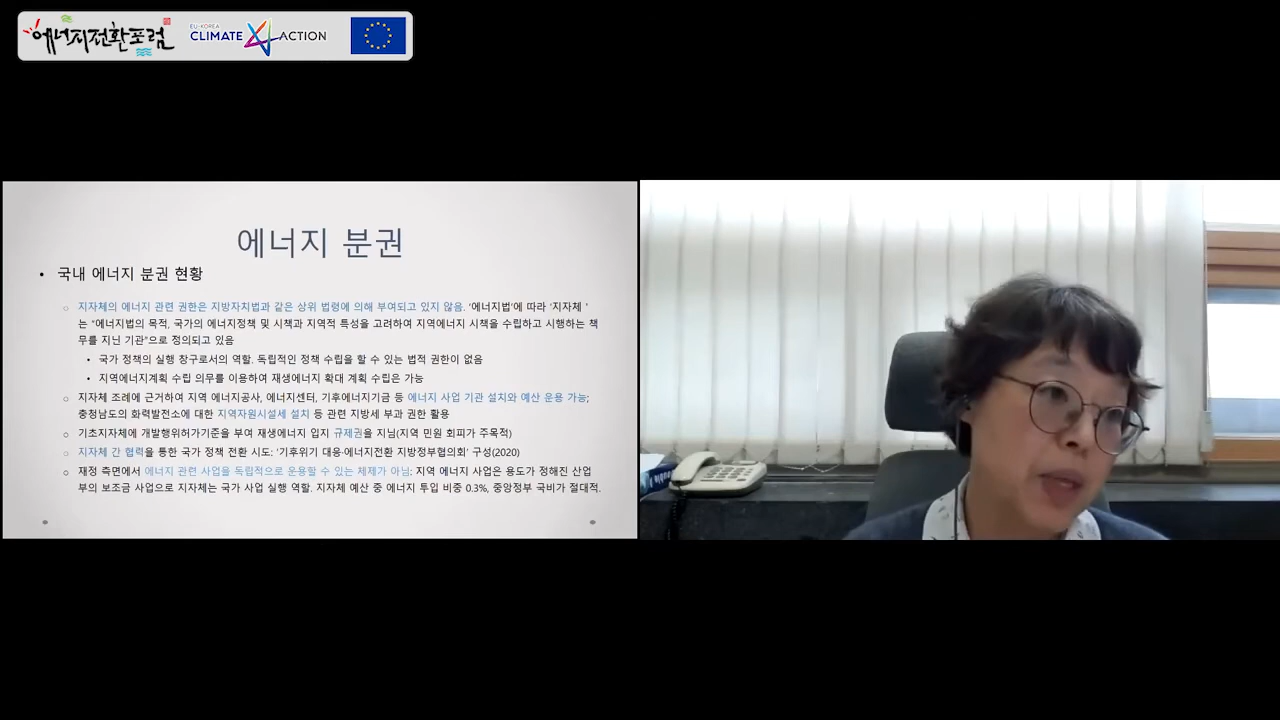 에너지전환포럼
EU-KOREA
CLIMATE ACTION
에너지 분권
• 국내 에너지 분권 현황
○ 지자체의 에너지 관련 권한은 지방자치법과 같은 상위 법령에 의해 부여되고 있지 않음. '에너지법'에 따라 '지자체 '
는 “에너지법의 목적, 국가의 에너지정책 및 시책과 지역적 특성을 고려하여 지역에너지 시책을 수립하고 시행하는 책
무를 지닌 기관”으로 정의되고 있음
• 국가 정책의 실행 창구로서의 역할. 독립적인 정책 수립을 할 수 있는 법적 권한이 없음
• 지역에너지계획 수립 의무를 이용하여 재생에너지 확대 계획 수립은 가능
○ 지자체 조례에 근거하여 지역 에너지공사, 에너지센터, 기후에너지기금 등 에너지 사업 기관 설치와 예산 운용 가능;
충청남도의 화력발전소에 대한 지역자원시설세 설치 등 관련 지방세 부과 권한 활용
○ 기초지자체에 개발행위허가기준을 부여 재생에너지 입지 규제권을 지님(지역 민원 회피가 주목적)
○ 지자체 간 협력을 통한 국가 정책 전환 시도: '기후위기 대응·에너지전환 지방정부협의회' 구성(2020)
○ 재정 측면에서 에너지 관련 사업을 독립적으로 운용할 수 있는 체제가 아님; 지역 에너지 사업은 용도가 정해진 산업
부의 보조금 사업으로 지자체는 국가 사업 실행 역할. 지자체 예산 중 에너지 투입 비중 0.3%, 중앙정부 국비가 절대적.